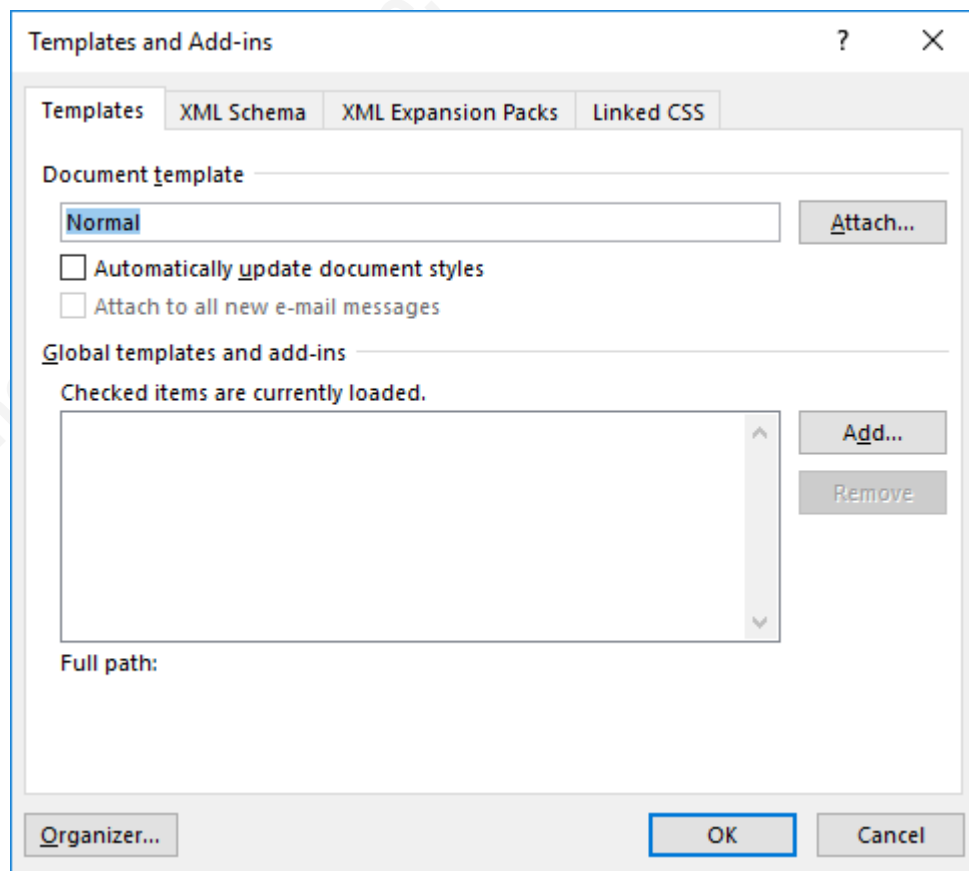 Templates and Add-ins ? ×
Templates XML Schema XML Expansion Packs Linked CSS
Document template
Normal Attach...
Automatically update document styles
Attach to all new e-mail messages
Global templates and add-ins
Checked items are currently loaded.
Add...
Remove
Full path:
Organizer... OK Cancel